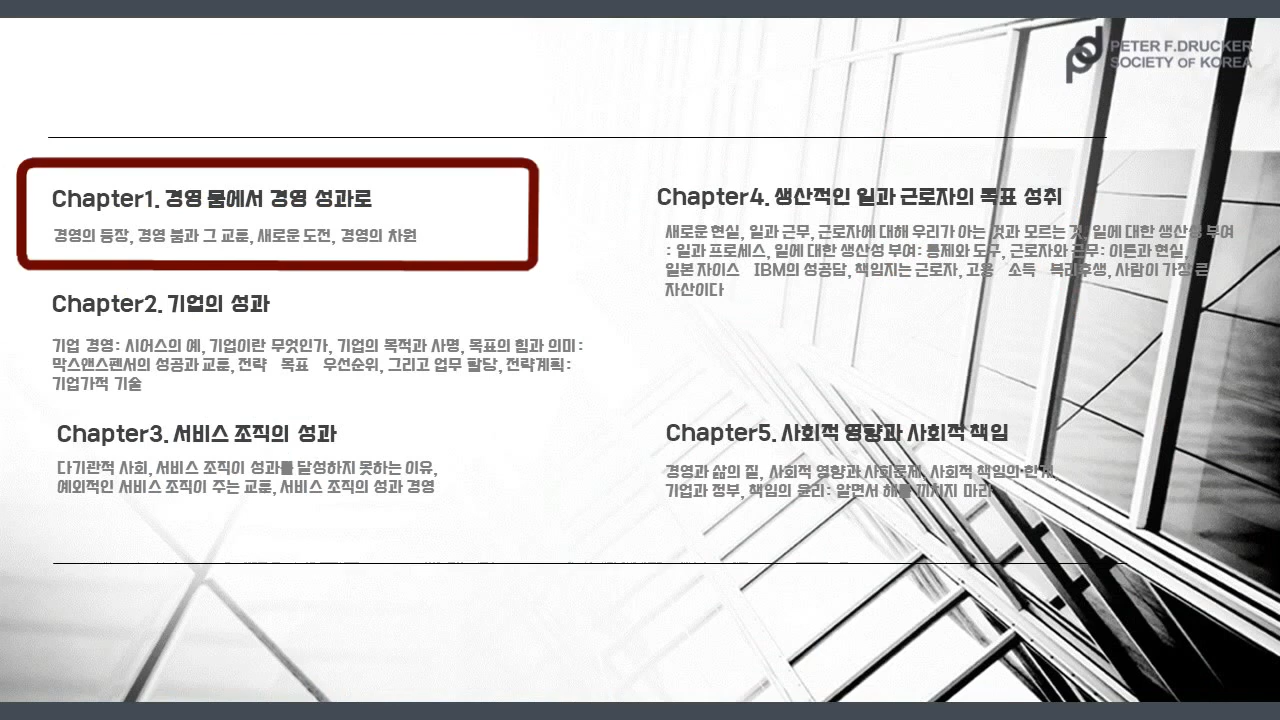 PETER F.DRUCKER
SOCIETY OF KOREA
Chapter1. 경영 붐에서 경영 성과로
경영의 등장, 경영 붐과 그 교훈, 새로운 도전, 경영의 차원
Chapter2. 기업의 성과
기업 경영: 시어스의 예, 기업이란 무엇인가, 기업의 목적과 사명, 목표의 힘과 의미:
막스앤스펜서의 성공과 교훈, 전략 목표 우선순위, 그리고 업무 할당, 전략계획:
기업가적 기술
Chapter3. 서비스 조직의 성과
다기관적 사회, 서비스 조직이 성과를 달성하지 못하는 이유,
예외적인 서비스 조직이 주는 교훈, 서비스 조직의 성과 경영
Chapter4. 생산적인 일과 근로자의 목표 성취
새로운 현실, 일과 근무, 근로자에 대해 우리가 아는 것과 모르는 것, 일에 대한 생산성 부여
: 일과 프로세스, 일에 대한 생산성 부여: 통제와 도구, 근로자와 근무: 이론과 현실,
일본 자이스 IBM의 성공담, 책임지는 근로자, 고용 소득 복리후생, 사람이 가장 큰
자산이다
Chapter5. 사회적 영향과 사회적 책임
경영과 삶의 질, 사회적 영향과 사회문제, 사회적 책임의 한계,
기업과 정부, 책임의 윤리: 알면서 해를 끼치지 마라